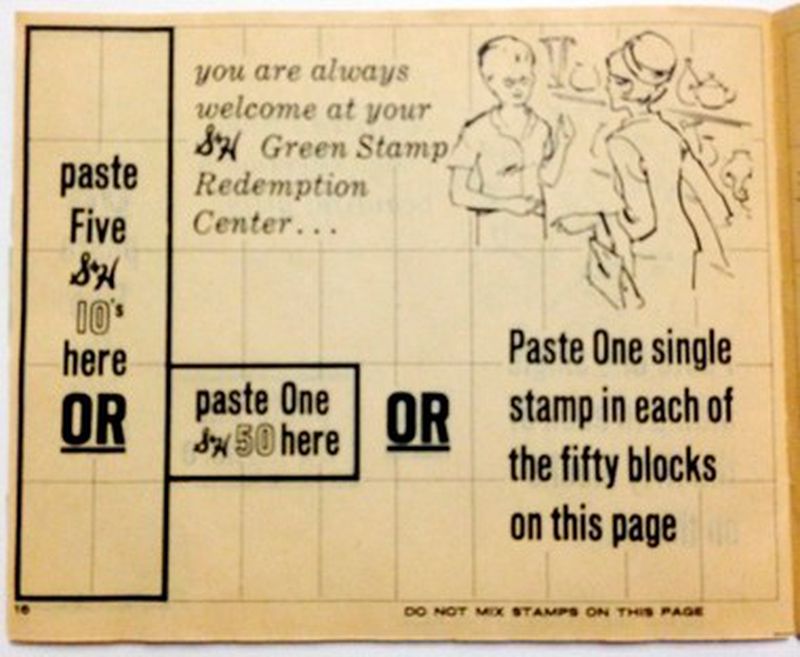 you are always
welcome at your
S&H Green Stamp
Redemption
Center...
paste
Five
S&H
10's
here
OR
paste One
S&H 50 here
OR
Paste One single
stamp in each of
the fifty blocks
on this page
16
DO NOT MIX STAMPS ON THIS PAGE